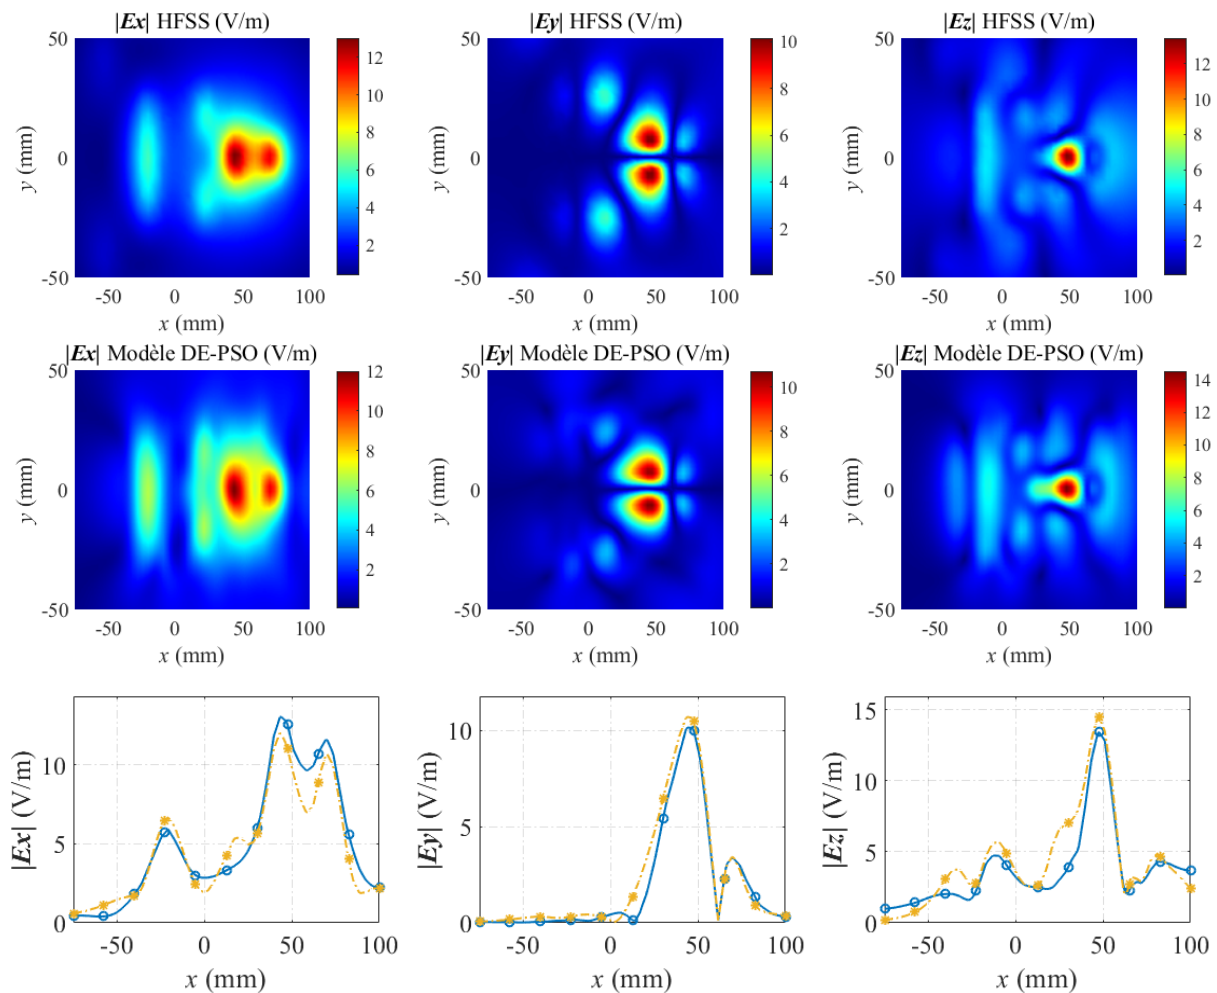 |Ex| HFSS (V/m)
50
0
-50
y (mm)
-50 0 50 100
x (mm)
12
10
8
6
4
2
|Ey| HFSS (V/m)
50
0
-50
y (mm)
-50 0 50 100
x (mm)
10
8
6
4
2
|Ez| HFSS (V/m)
50
0
-50
y (mm)
-50 0 50 100
x (mm)
12
10
8
6
4
2
|Ex| Modèle DE-PSO (V/m)
50
0
-50
y (mm)
-50 0 50 100
x (mm)
12
10
8
6
4
2
|Ey| Modèle DE-PSO (V/m)
50
0
-50
y (mm)
-50 0 50 100
x (mm)
10
8
6
4
2
|Ez| Modèle DE-PSO (V/m)
50
0
-50
y (mm)
-50 0 50 100
x (mm)
14
12
10
8
6
4
2
|Ex| (V/m)
10
5
0
-50 0 50 100
x (mm)
|Ey| (V/m)
10
5
0
-50 0 50 100
x (mm)
|Ez| (V/m)
15
10
5
0
-50 0 50 100
x (mm)